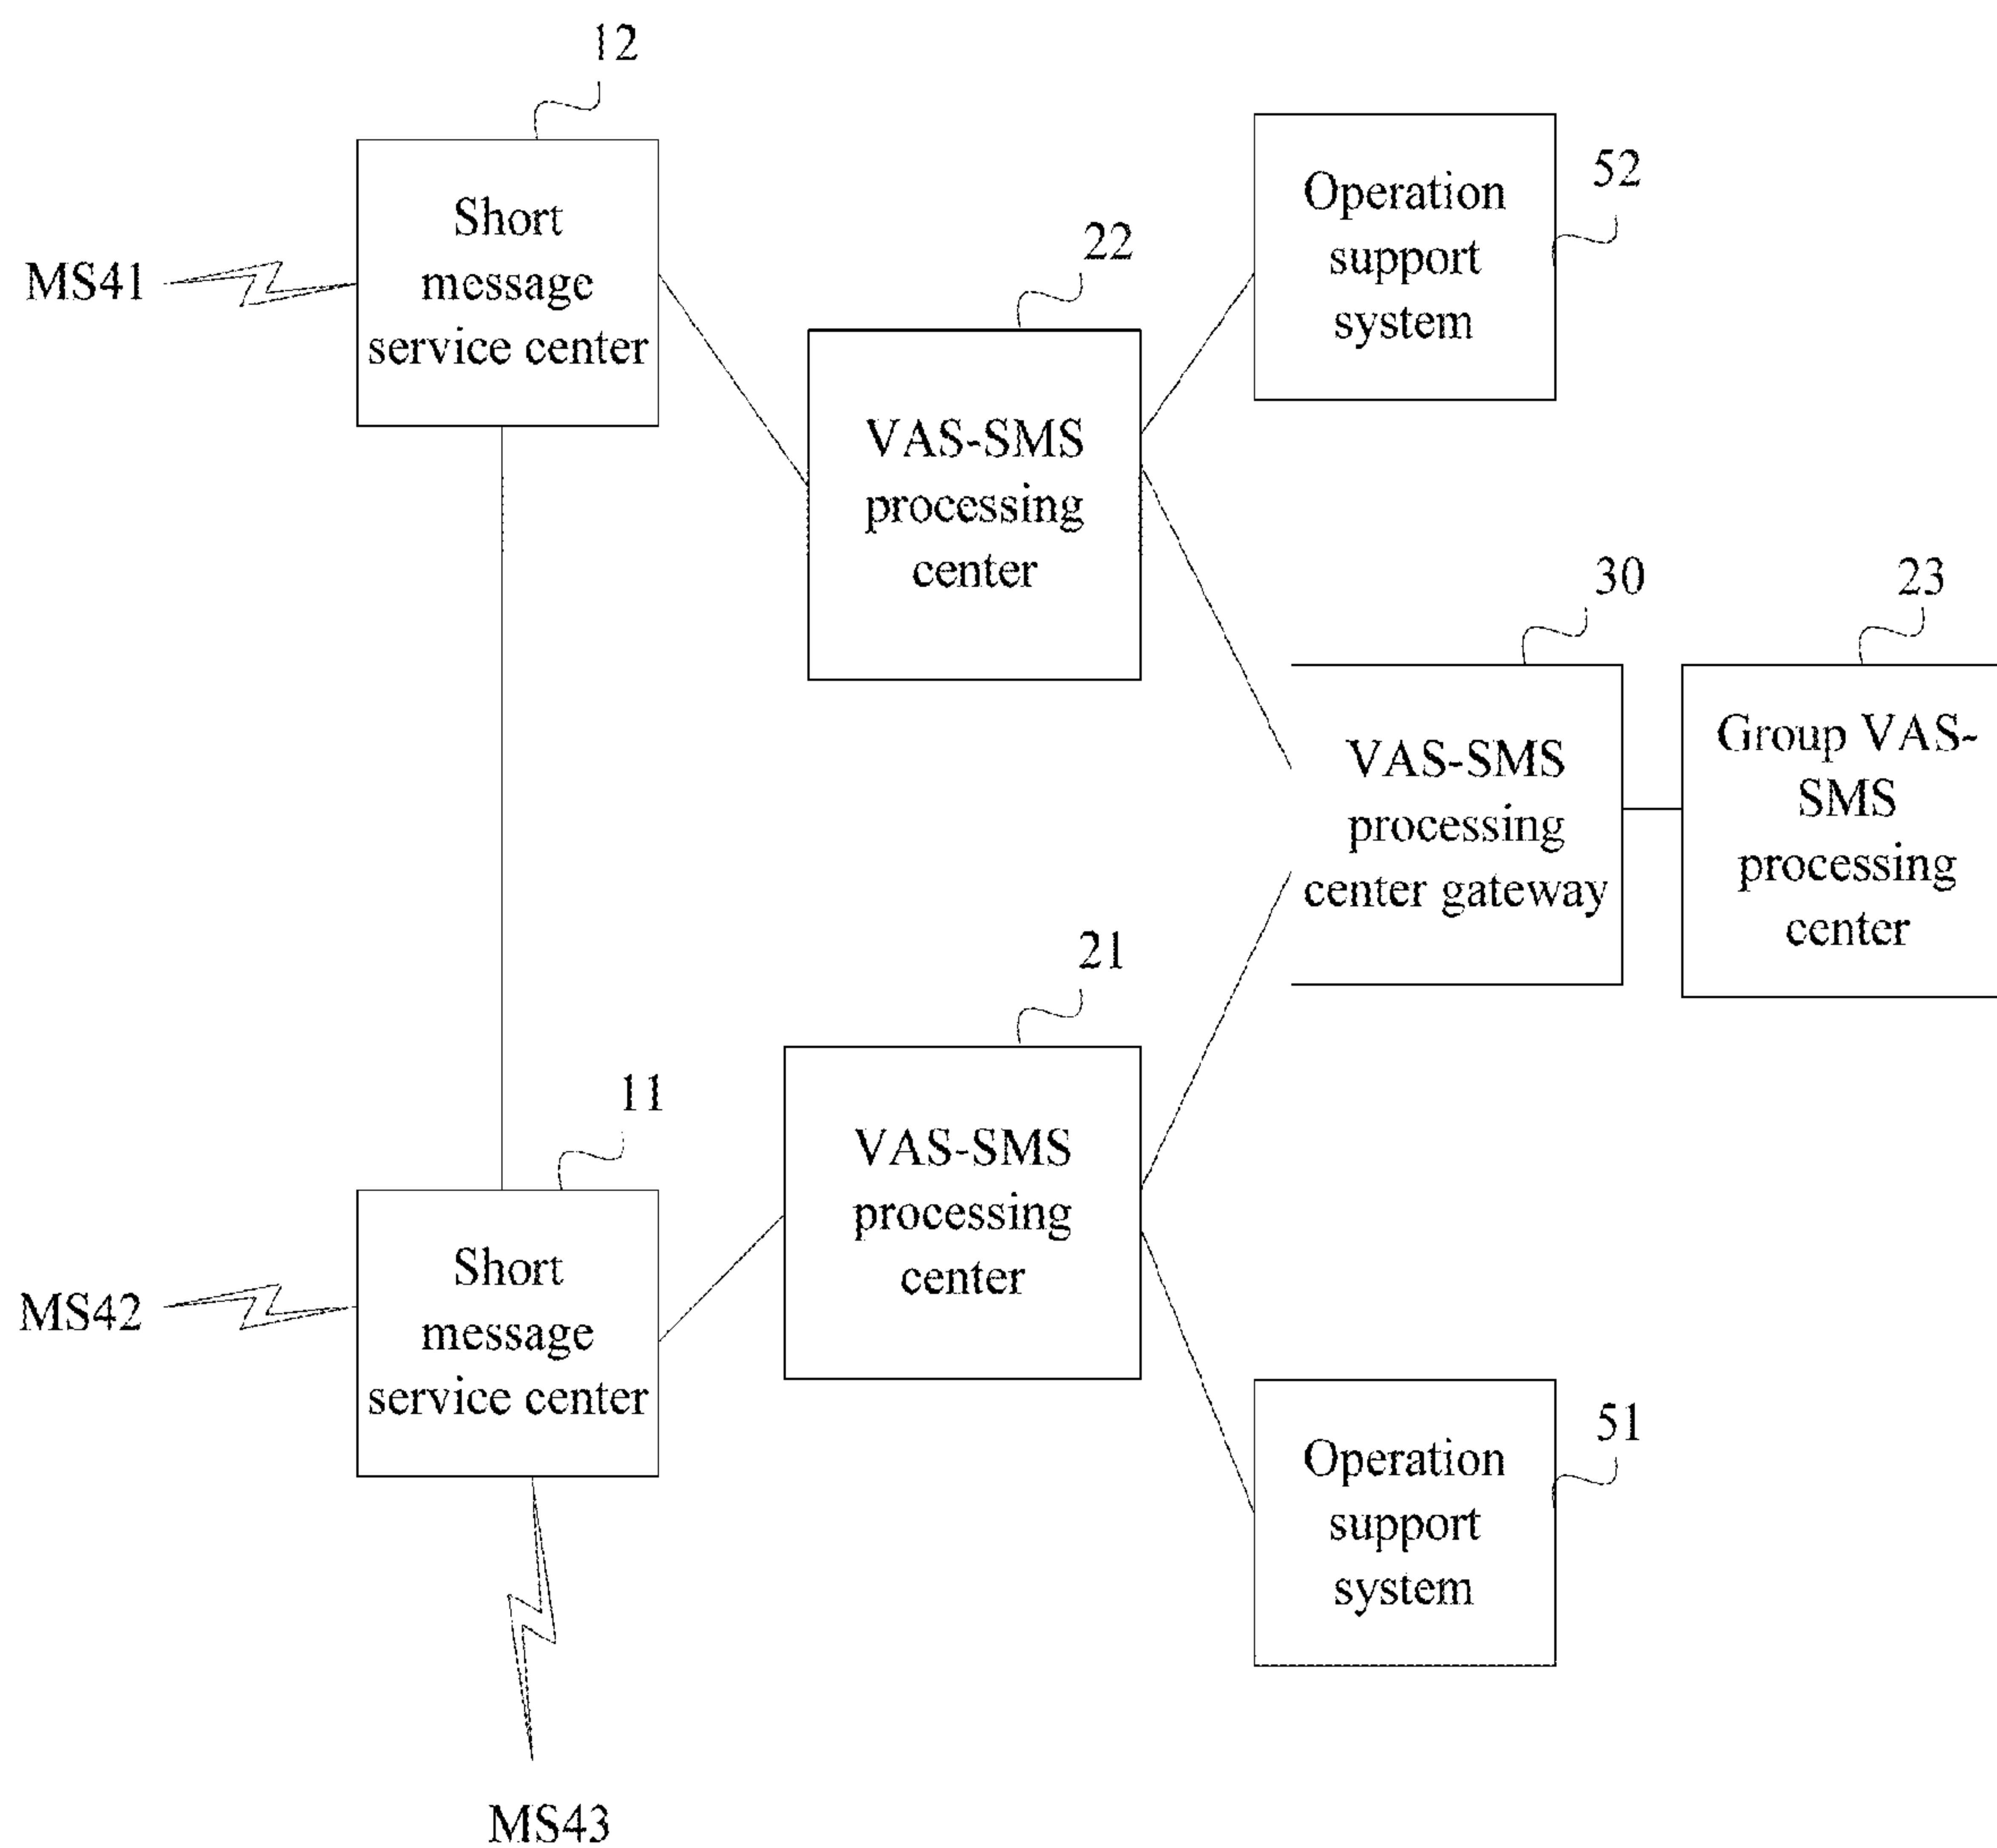 12
Short
message
service center
MS41
22
VAS-SMS
processing
center
Operation
support
system
52
30
VAS-SMS
processing
center gateway
23
Group VAS-
SMS
processing
center
21
VAS-SMS
processing
center
11
Short
message
service center
MS42
Operation
support
system
51
MS43